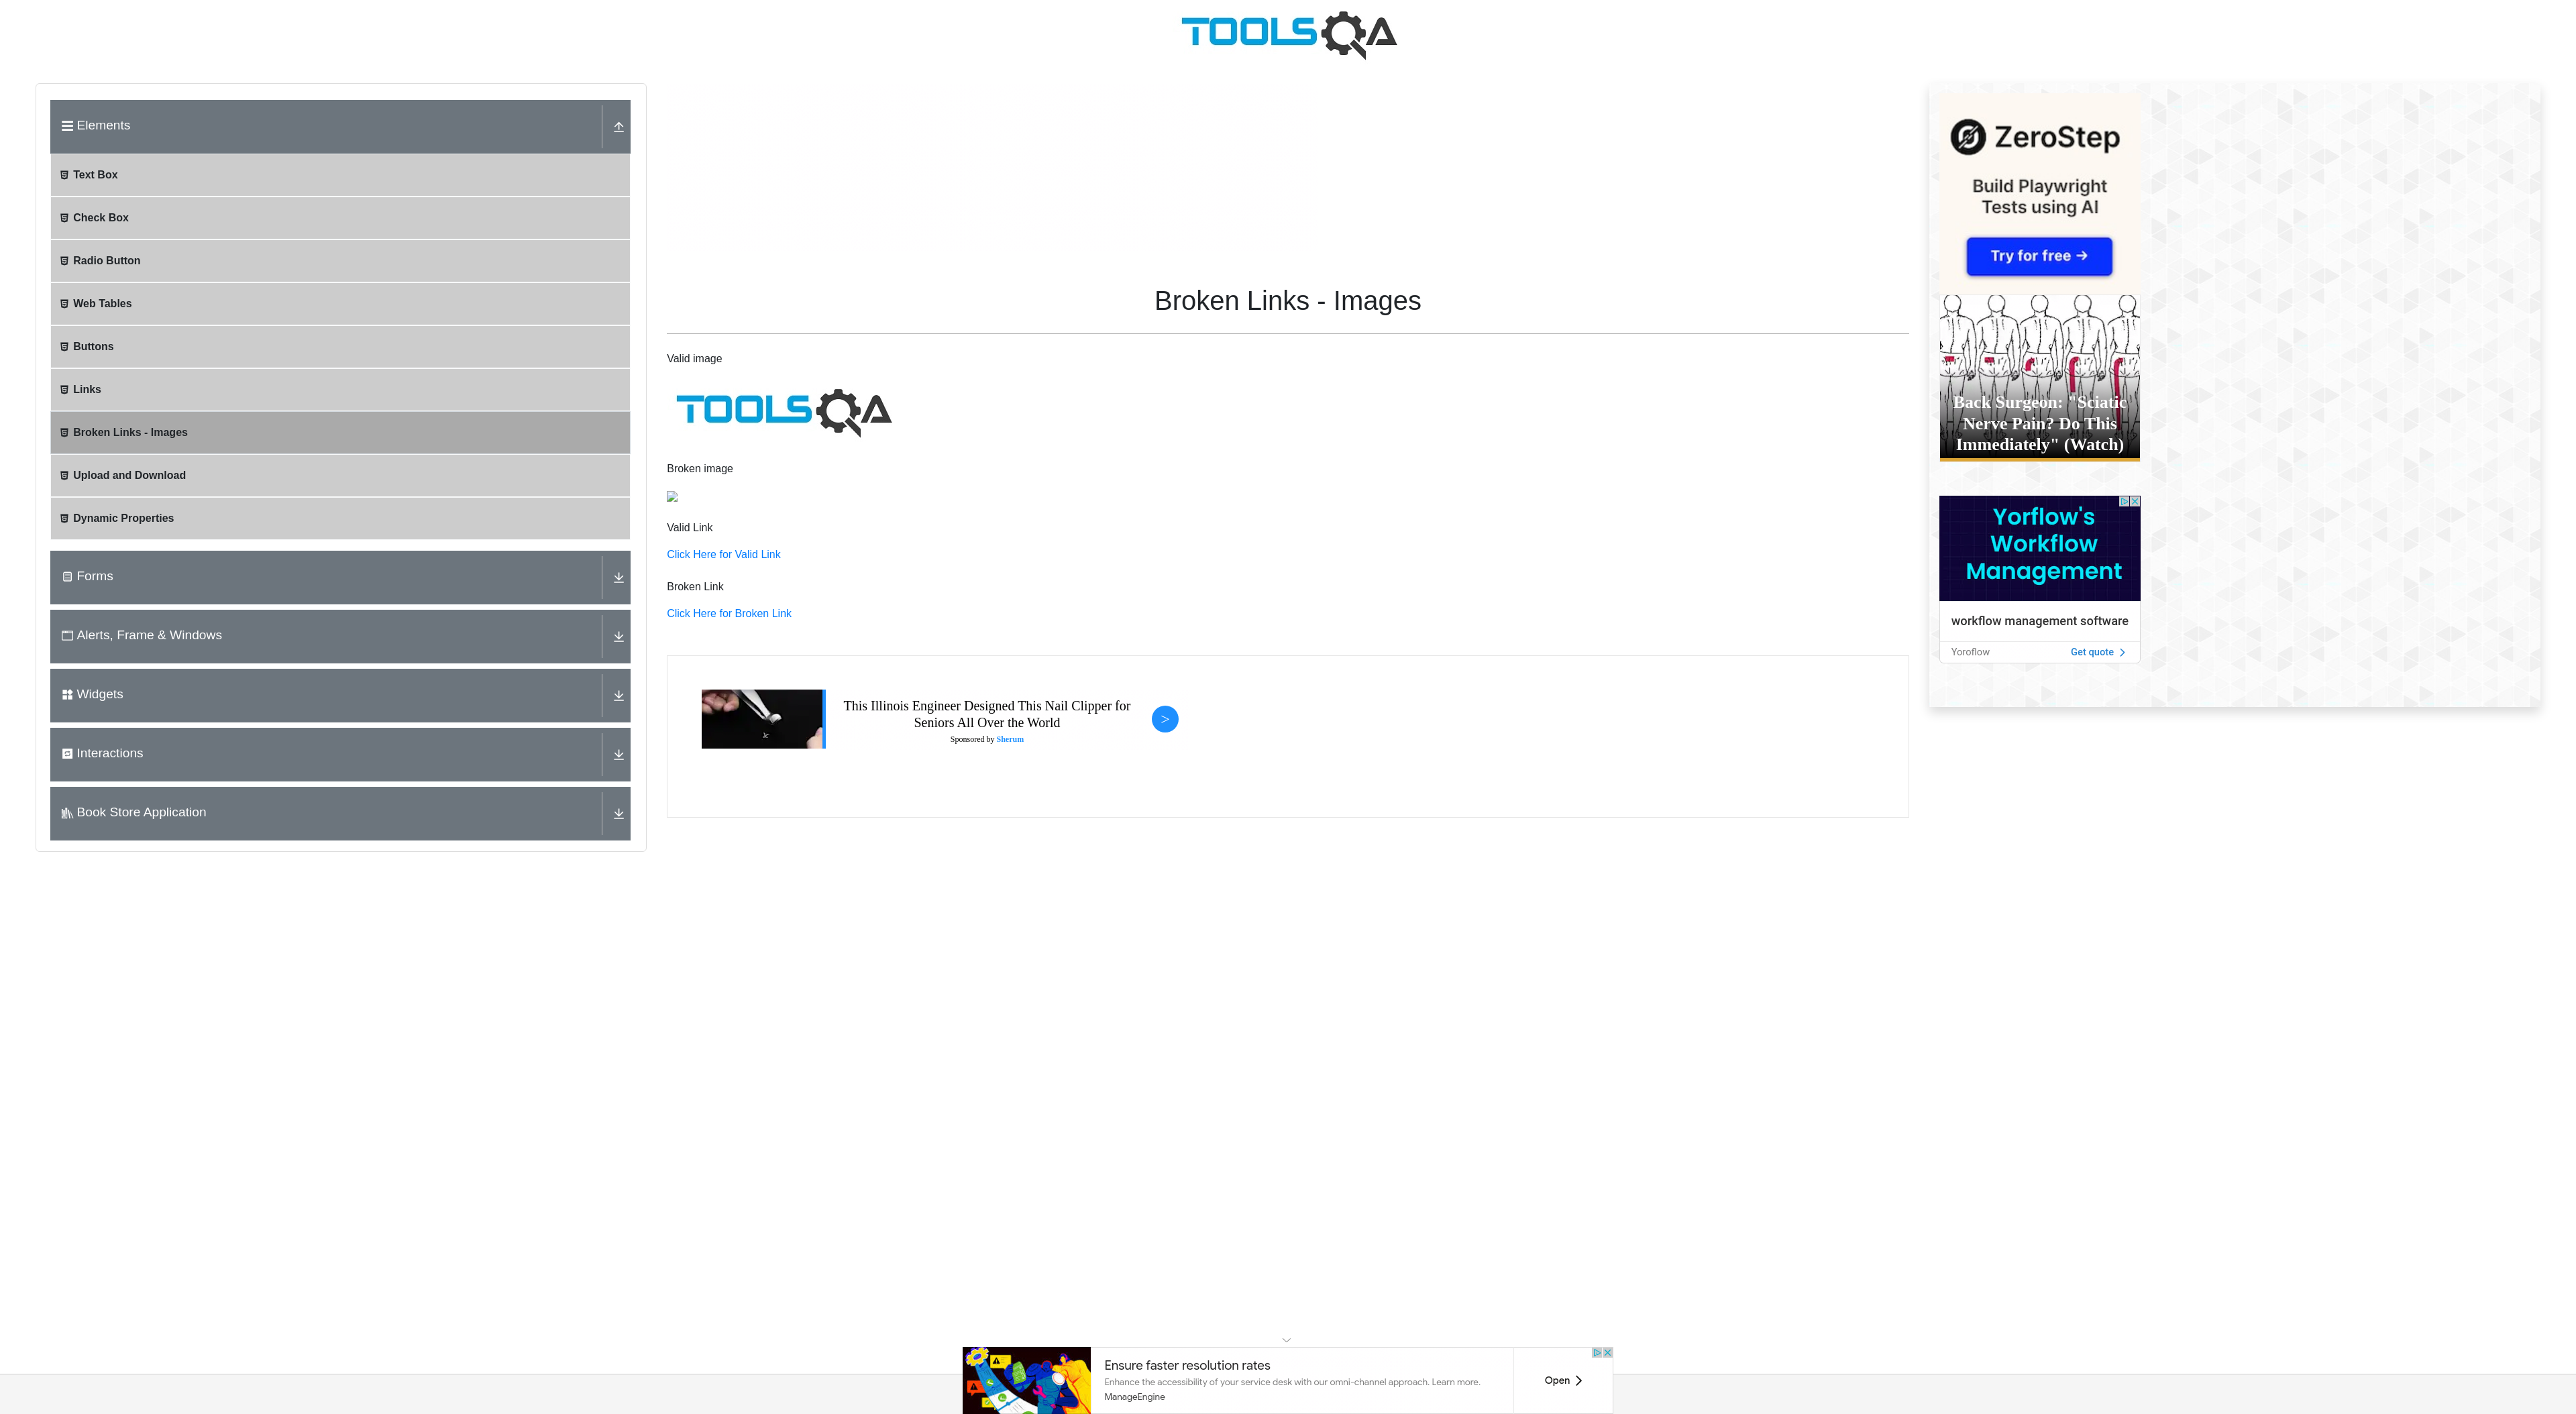 TOOLSQA
Elements
Text Box
Check Box
Radio Button
Web Tables
Buttons
Links
Broken Links - Images
Upload and Download
Dynamic Properties
Forms
Alerts, Frame & Windows
Widgets
Interactions
Book Store Application
Broken Links - Images
Valid image
TOOLSQA
Broken image
Valid Link
Click Here for Valid Link
Broken Link
Click Here for Broken Link
This Illinois Engineer Designed This Nail Clipper for
Seniors All Over the World
Sponsored by Sherum
>
ZeroStep
Build Playwright
Tests using AI
Try for free →
Back Surgeon: "Sciatic
Nerve Pain? Do This
Immediately" (Watch)
Yorflow's
Workflow
Management
workflow management software
Yoroflow
Get quote
Ensure faster resolution rates
Enhance the accessibility of your service desk with our omni-channel approach. Learn more.
ManageEngine
Open